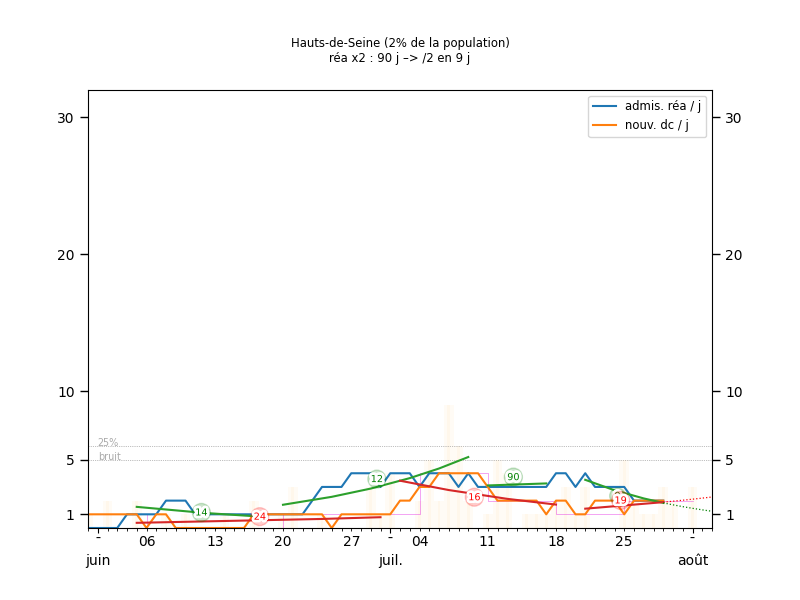 Hauts-de-Seine (2% de la population)
réa x2 : 90 j –> /2 en 9 j
admis. réa / j
nouv. dc / j
30
30
20
20
10
10
25%
bruit
5
5
12
90
16
19
14
24
1
1
- 06 13 20 27 - 04 11 18 25 -
juin juil. août